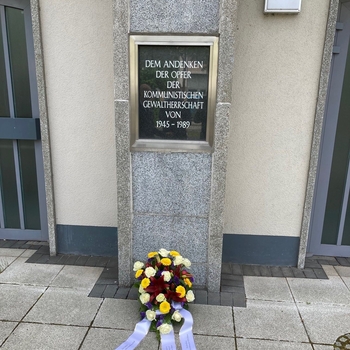 DEM ANDENKEN
DER OPFER
DER
KOMMUNISTISCHEN
GEWALTHERRSCHAFT
VON
1945 - 1989